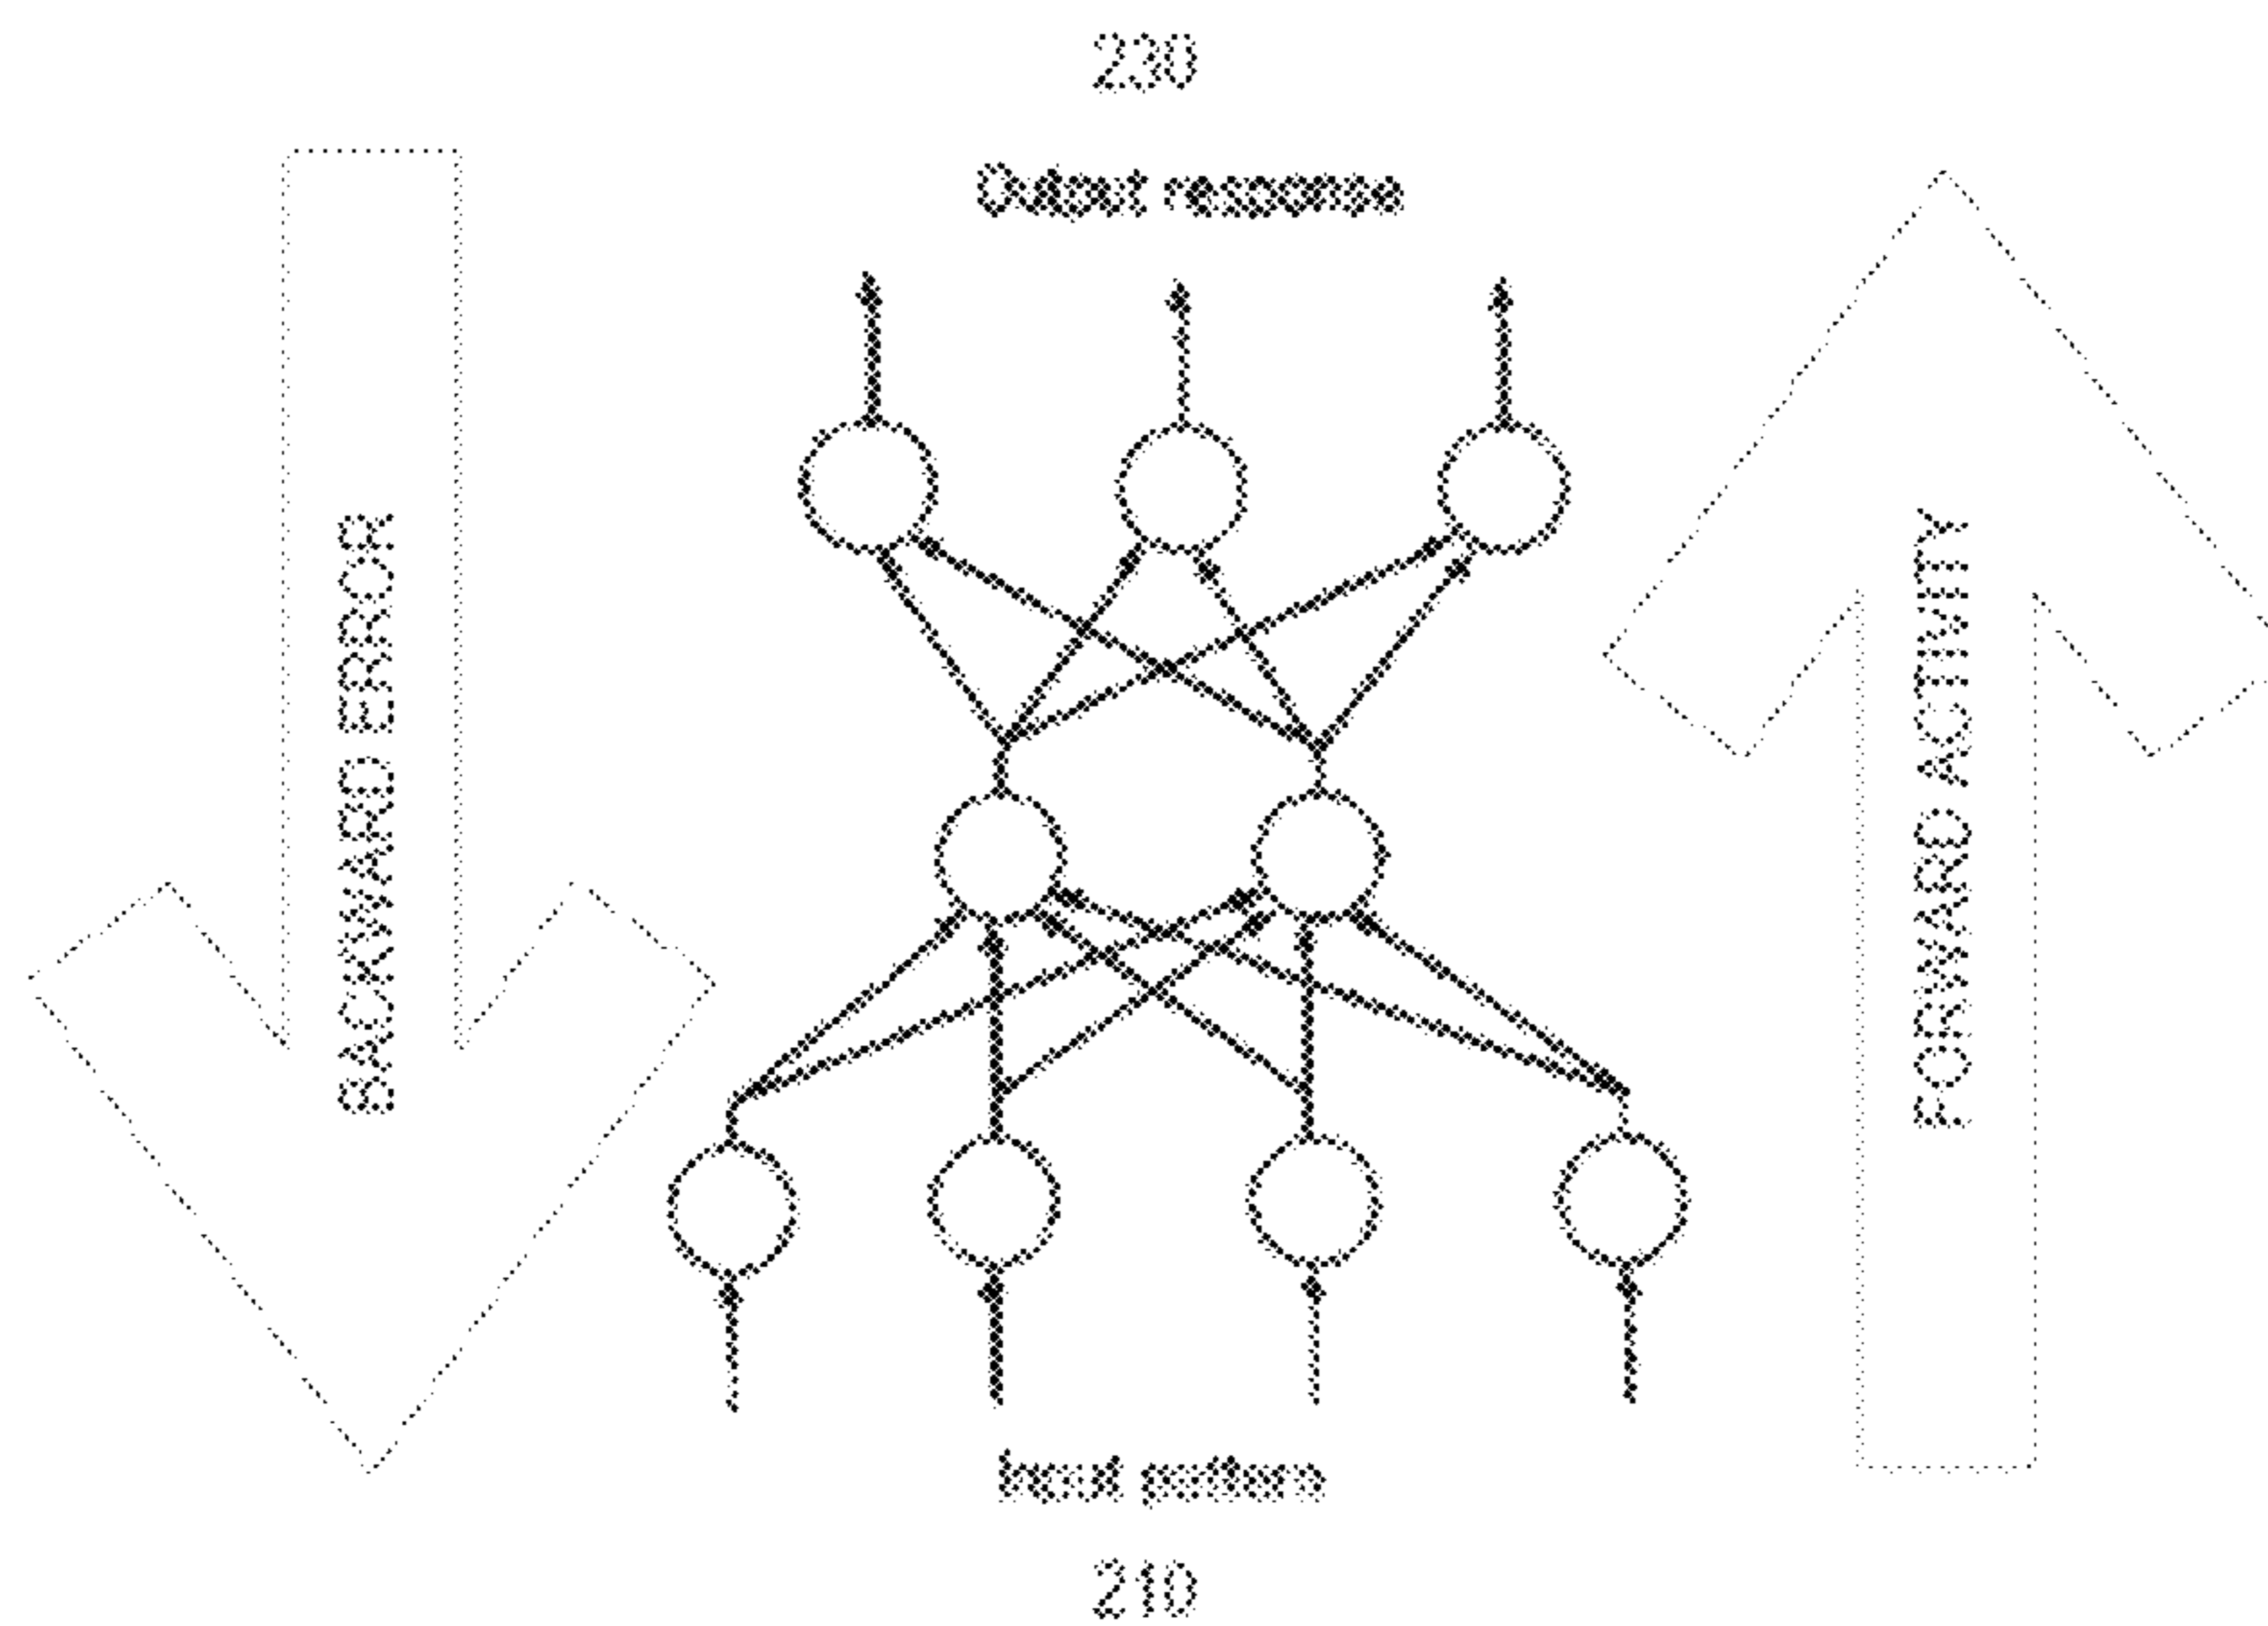 230
Output response
BACKWARD ERROR
FORWARD ACTIVITY
Input pattern
210